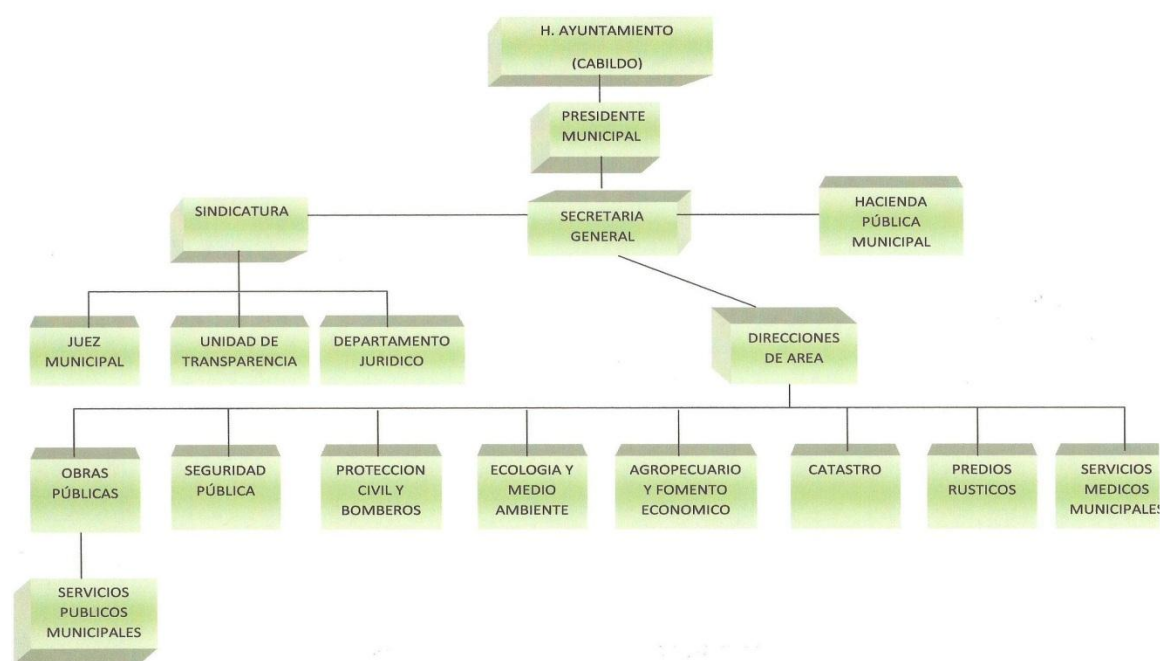 H. AYUNTAMIENTO
(CABILDO)
PRESIDENTE
MUNICIPAL
SINDICATURA
SECRETARIA
GENERAL
HACIENDA
PÚBLICA
MUNICIPAL
JUEZ
MUNICIPAL
UNIDAD DE
TRANSPARENCIA
DEPARTAMENTO
JURIDICO
DIRECCIONES
DE AREA
OBRAS
PÚBLICAS
SEGURIDAD
PÚBLICA
PROTECCION
CIVIL Y
BOMBEROS
ECOLOGIA Y
MEDIO
AMBIENTE
AGROPECUARIO
Y FOMENTO
ECONOMICO
CATASTRO
PREDIOS
RUSTICOS
SERVICIOS
MEDICOS
MUNICIPALES
SERVICIOS
PUBLICOS
MUNICIPALES